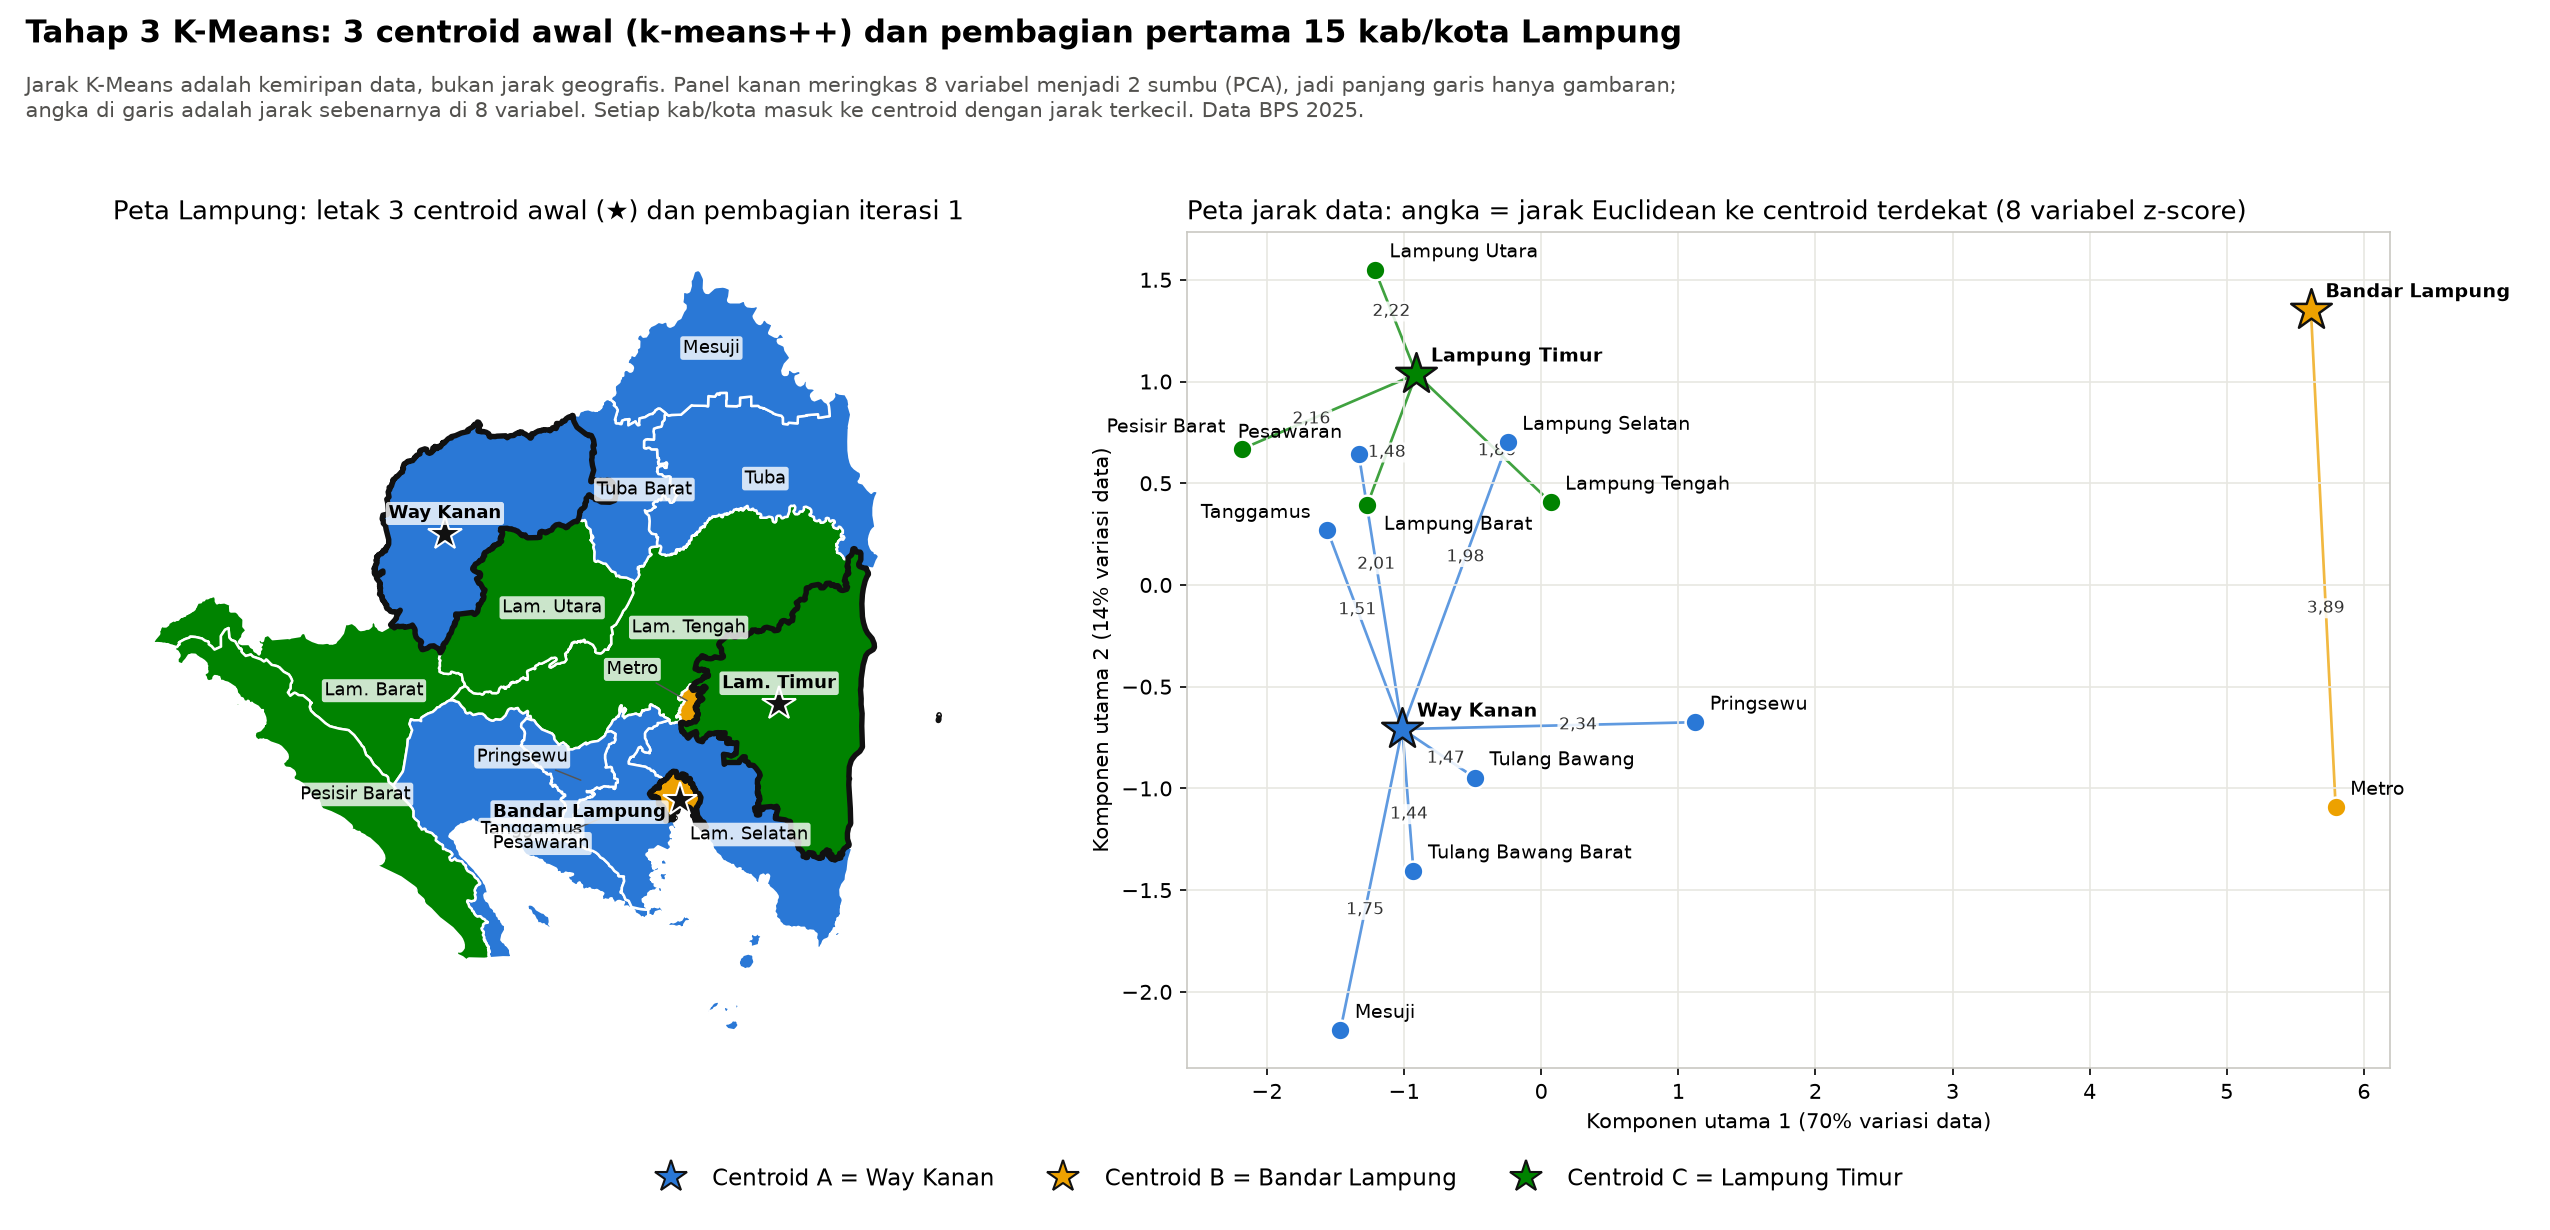 Tahap 3 K-Means: 3 centroid awal (k-means++) dan pembagian pertama 15 kab/kota Lampung
Jarak K-Means adalah kemiripan data, bukan jarak geografis. Panel kanan meringkas 8 variabel menjadi 2 sumbu (PCA), jadi panjang garis hanya gambaran;
angka di garis adalah jarak sebenarnya di 8 variabel. Setiap kab/kota masuk ke centroid dengan jarak terkecil. Data BPS 2025.
Peta Lampung: letak 3 centroid awal (★) dan pembagian iterasi 1
Mesuji
Tuba
Tuba Barat
Way Kanan
Lam. Utara
Lam. Tengah
Metro
Lam. Timur
Lam. Barat
Pringsewu
Pesisir Barat
Bandar Lampung
Tanggamus
Lam. Selatan
Pesawaran
Peta jarak data: angka = jarak Euclidean ke centroid terdekat (8 variabel z-score)
Lampung Utara
2,22
Bandar Lampung
Lampung Timur
2,16
Pesisir Barat
Pesawaran
Lampung Selatan
1,48
Lampung Tengah
Tanggamus
Lampung Barat
2,01
1,98
1,51
3,89
Way Kanan
Pringsewu
2,34
1,47
Tulang Bawang
Metro
1,44
Tulang Bawang Barat
1,75
Mesuji
1.5
1.0
0.5
0.0
−0.5
−1.0
−1.5
−2.0
Komponen utama 2 (14% variasi data)
−2
−1
0
1
2
3
4
5
6
Komponen utama 1 (70% variasi data)
Centroid A = Way Kanan
Centroid B = Bandar Lampung
Centroid C = Lampung Timur